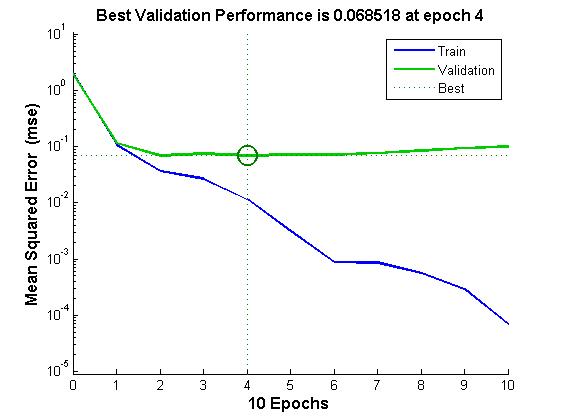 Best Validation Performance is 0.068518 at epoch 4
10^1
10^0
10^-1
10^-2
10^-3
10^-4
10^-5
Mean Squared Error (mse)
Train
Validation
Best
0 1 2 3 4 5 6 7 8 9 10
10 Epochs